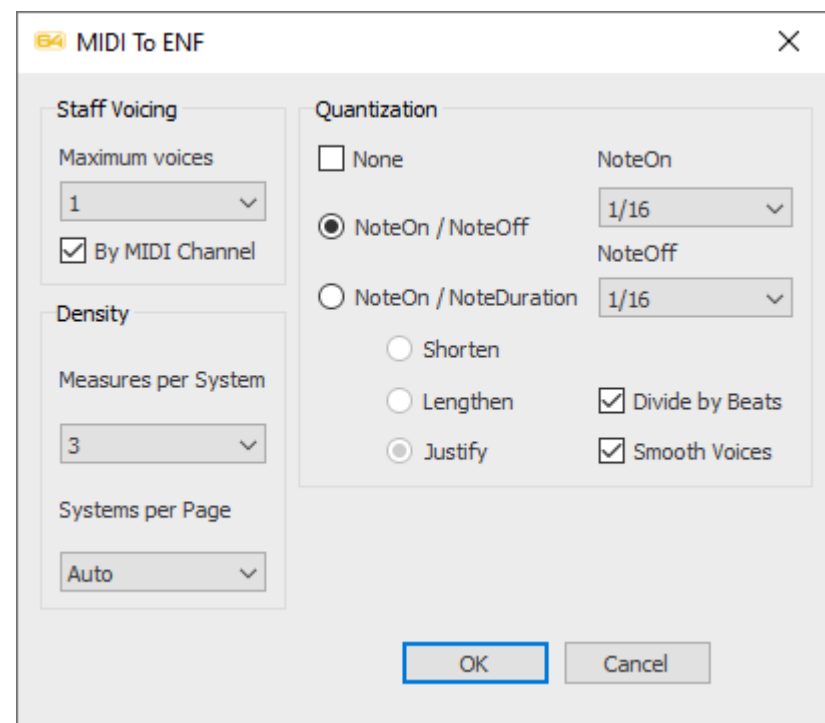 64 MIDI To ENF
Staff Voicing
Maximum voices
1
By MIDI Channel
Density
Measures per System
3
Systems per Page
Auto
Quantization
None
NoteOn
1/16
NoteOn / NoteOff
NoteOff
NoteOn / NoteDuration
1/16
Shorten
Lengthen
Divide by Beats
Justify
Smooth Voices
OK
Cancel